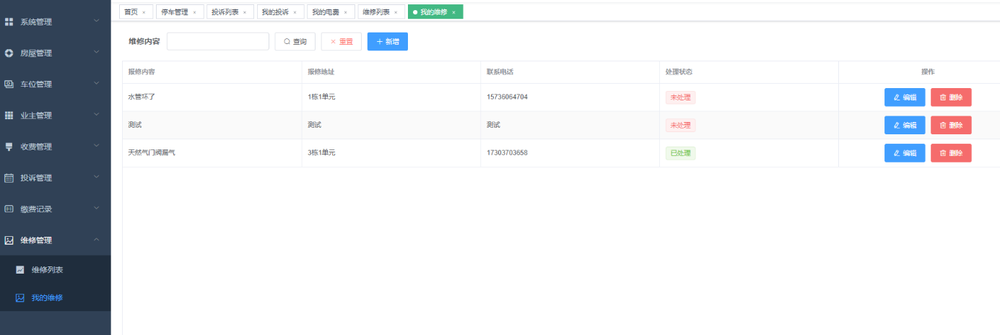 系统管理
房屋管理
车位管理
业主管理
收费管理
投诉管理
缴费记录
维修管理
维修列表
我的维修
首页 × 停车管理 × 投诉列表 × 我的投诉 × 我的电费 × 维修列表 × 我的维修 ×
维修内容 查询 × 重置 + 新增
报修内容 报修地址 联系电话 处理状态 操作
水管坏了 1栋1单元 15736064704 未处理 编辑 删除
测试 测试 测试 未处理 编辑 删除
天然气门阀漏气 3栋1单元 17303703658 已处理 编辑 删除